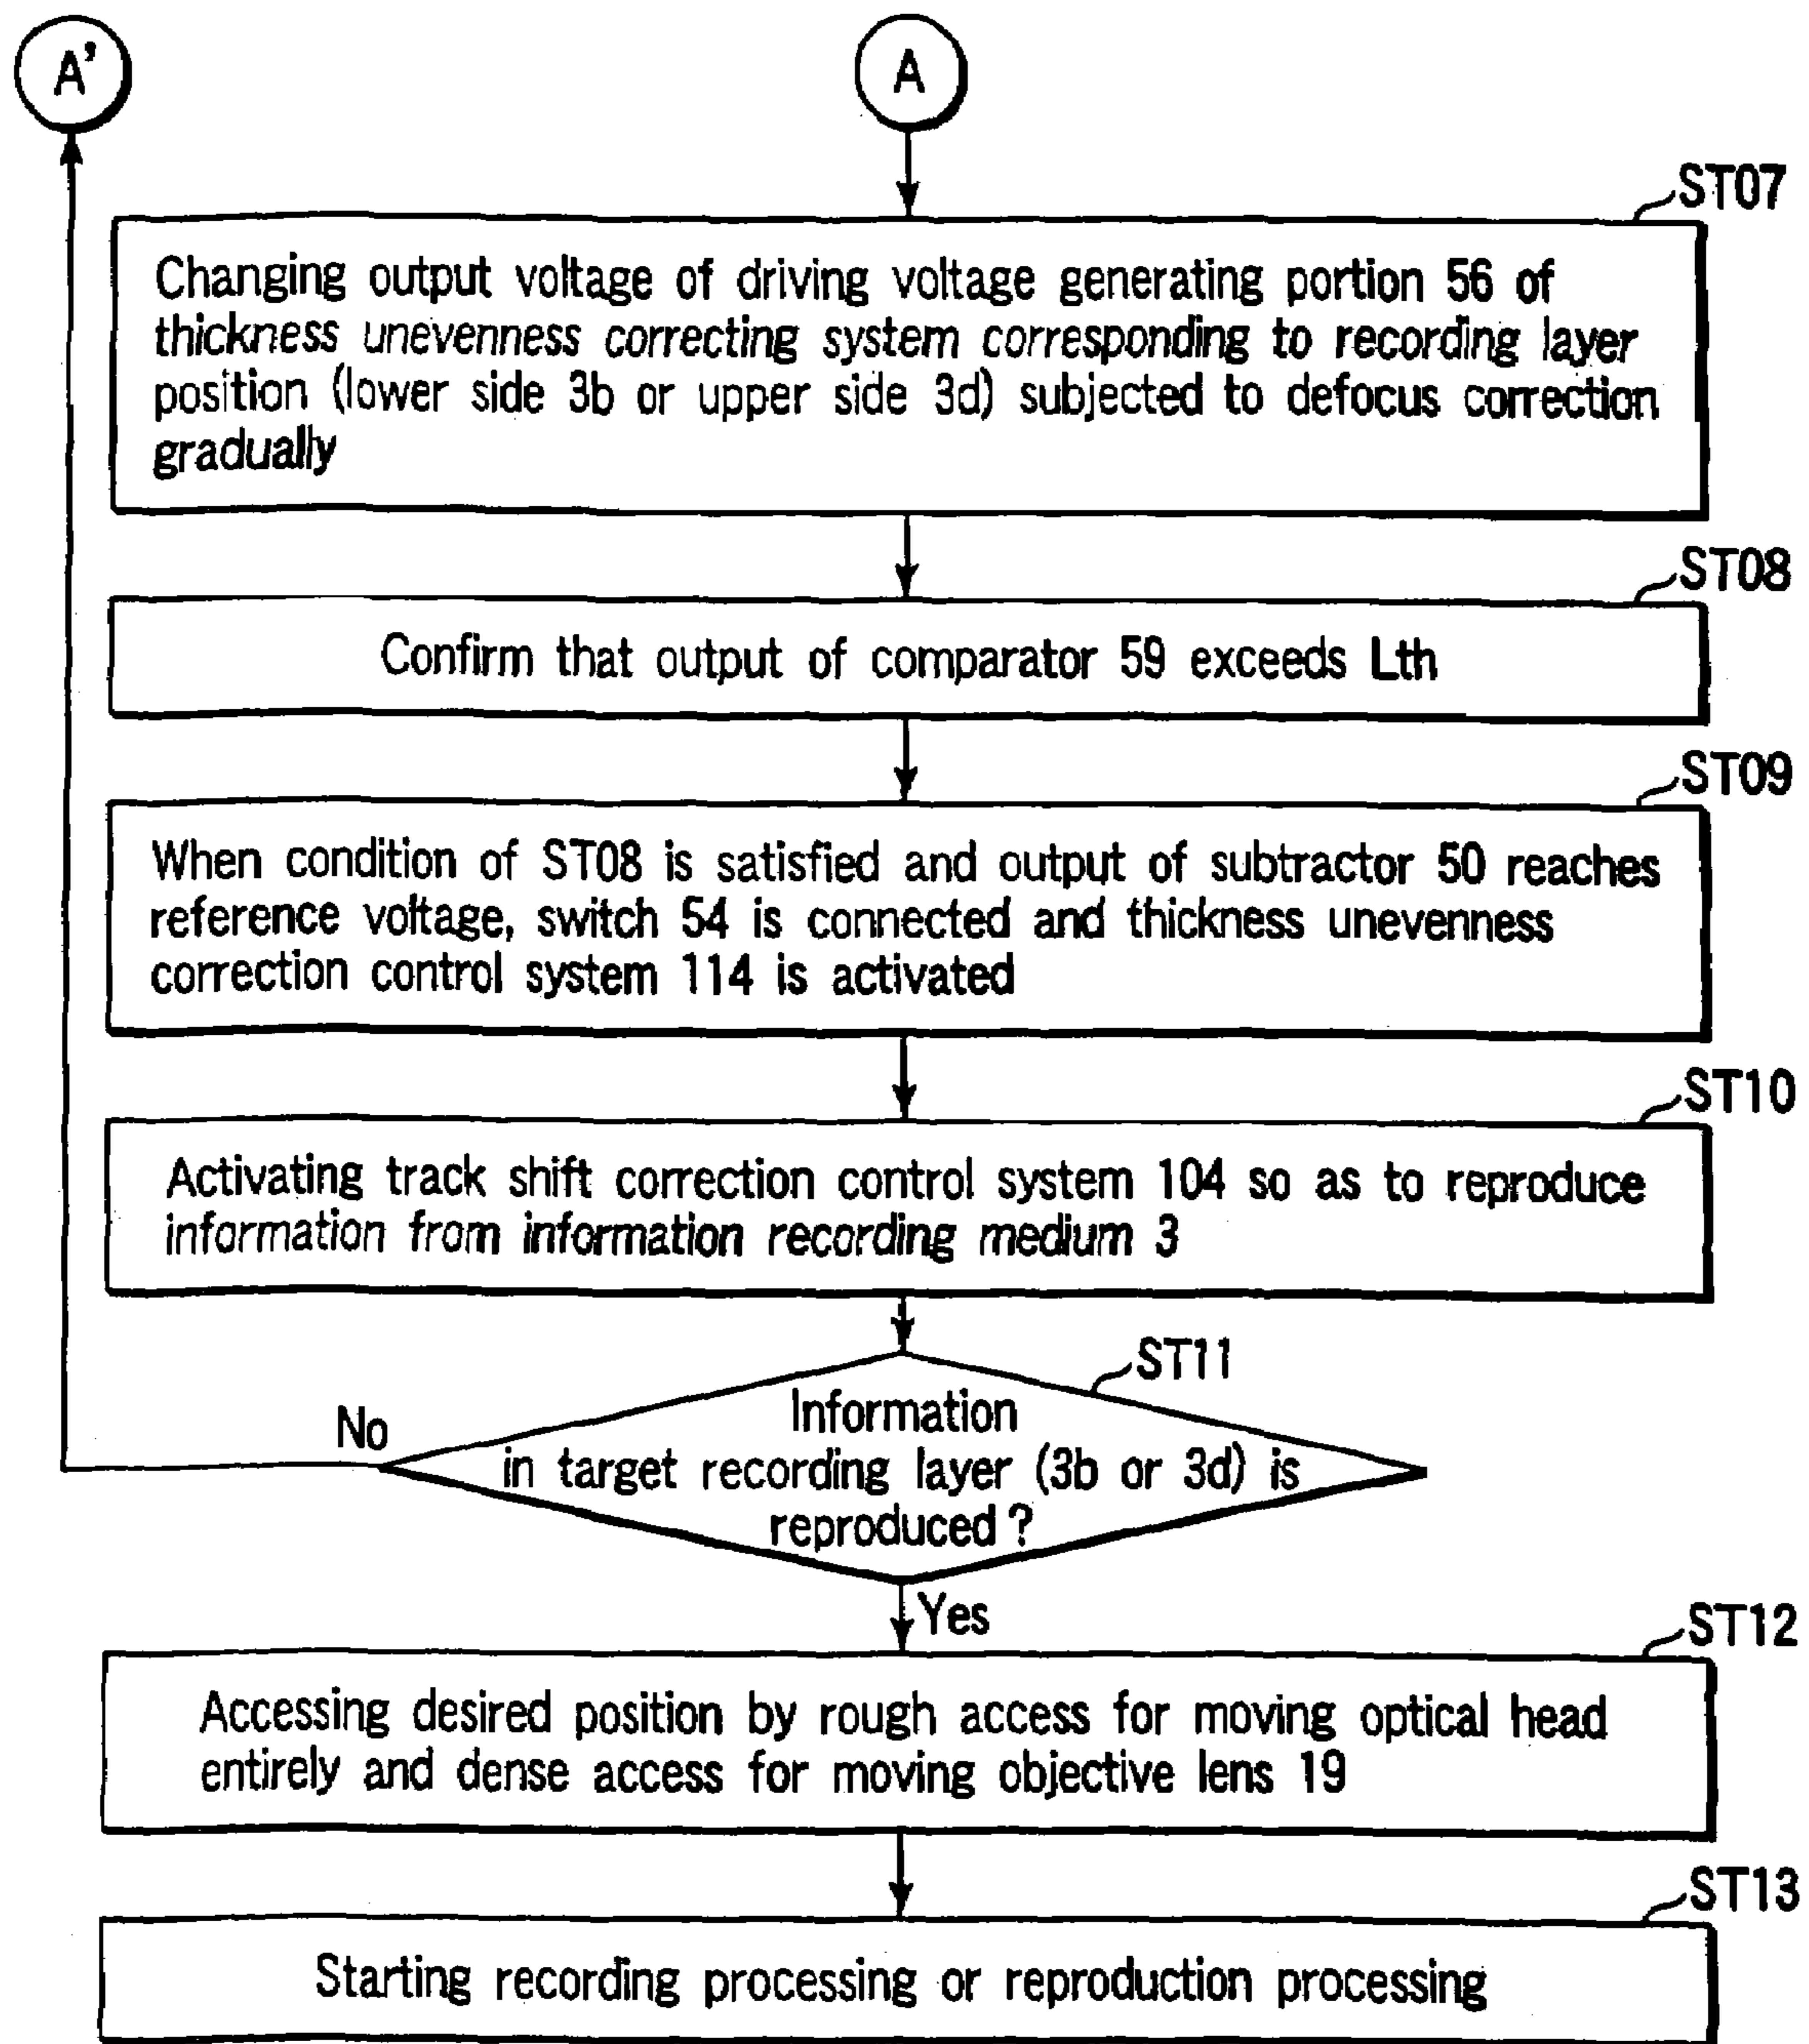 A'
A
ST07
Changing output voltage of driving voltage generating portion 56 of
thickness unevenness correcting system corresponding to recording layer
position (lower side 3b or upper side 3d) subjected to defocus correction
gradually
ST08
Confirm that output of comparator 59 exceeds Lth
ST09
When condition of ST08 is satisfied and output of subtractor 50 reaches
reference voltage, switch 54 is connected and thickness unevenness
correction control system 114 is activated
ST10
Activating track shift correction control system 104 so as to reproduce
information from information recording medium 3
ST11
Information
in target recording layer (3b or 3d) is
reproduced?
No
Yes
ST12
Accessing desired position by rough access for moving optical head
entirely and dense access for moving objective lens 19
ST13
Starting recording processing or reproduction processing